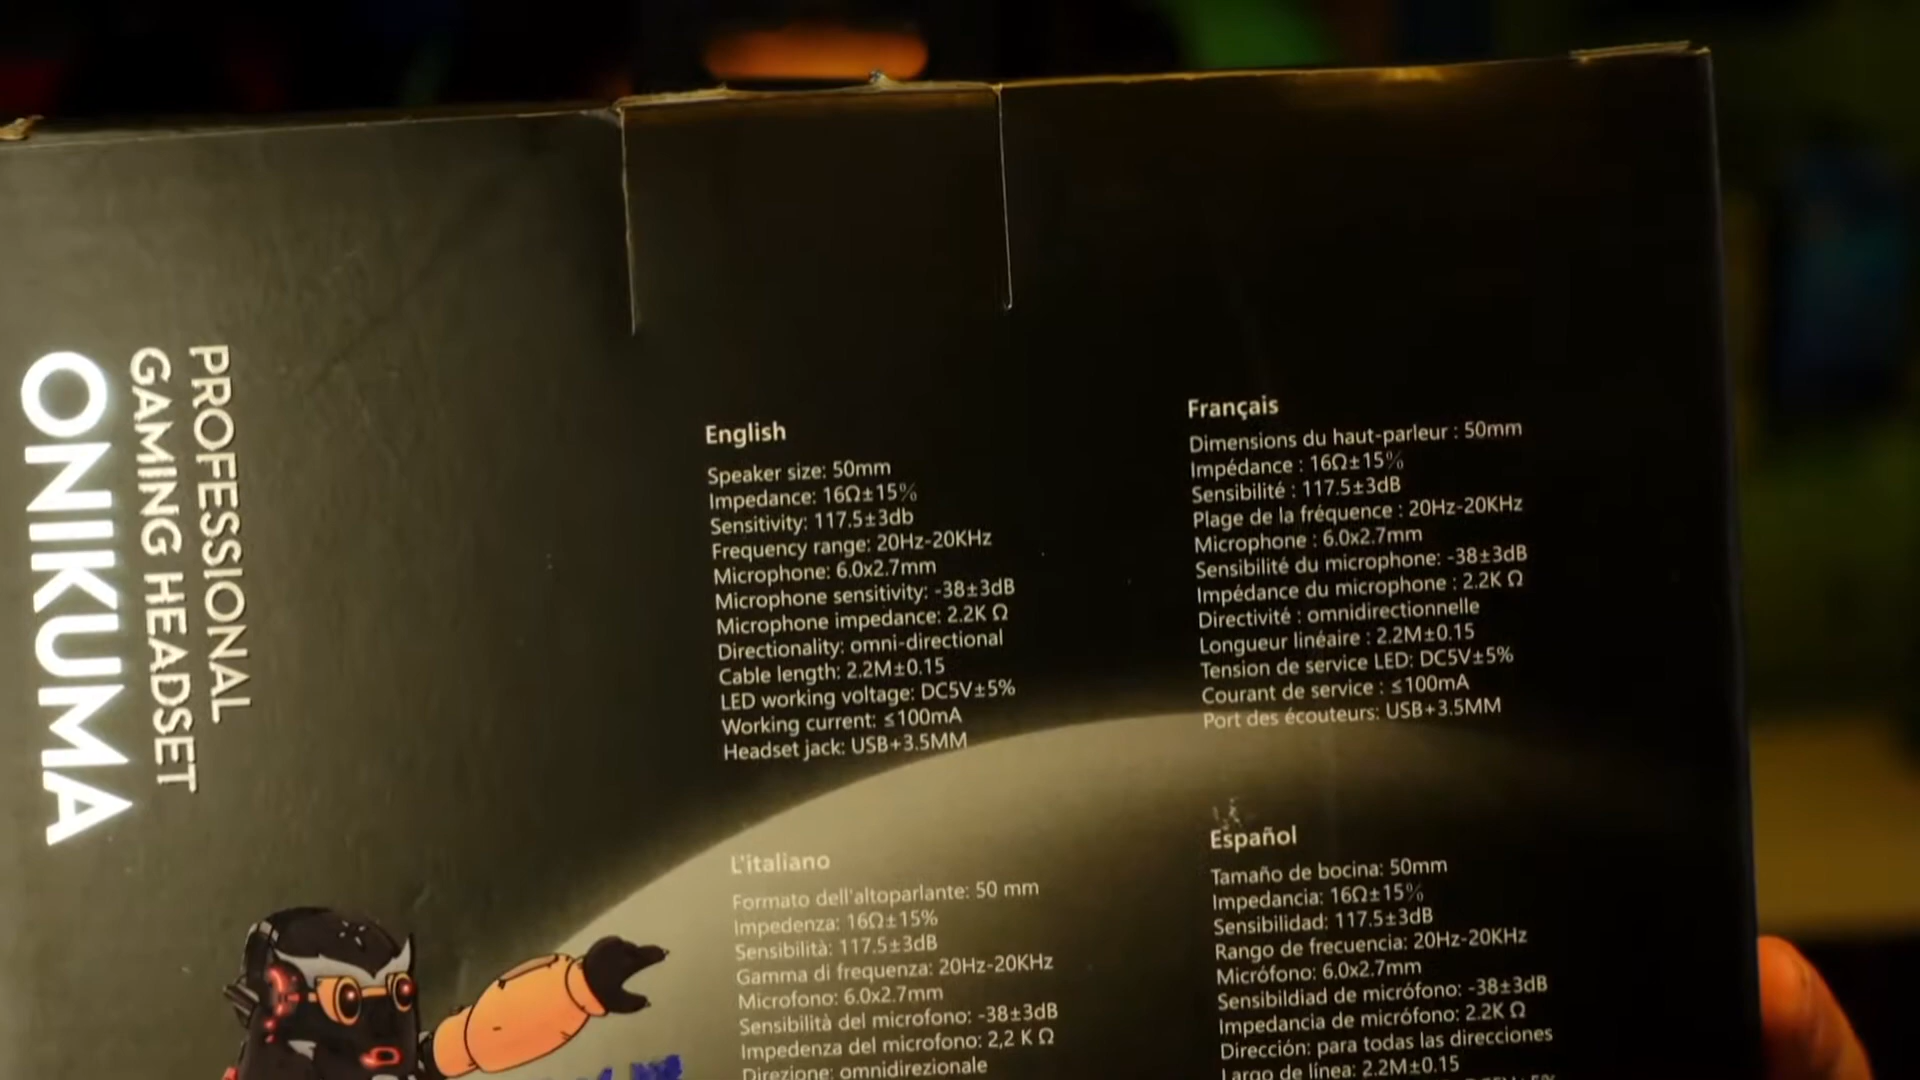 PROFESSIONAL
GAMING HEADSET
ONIKUMA
English
Speaker size: 50mm
Impedance: 16Ω±15%
Sensitivity: 117.5±3db
Frequency range: 20Hz-20KHz
Microphone: 6.0x2.7mm
Microphone sensitivity: -38±3dB
Microphone impedance: 2.2K Ω
Directionality: omni-directional
Cable length: 2.2M±0.15
LED working voltage: DC5V±5%
Working current: ≤100mA
Headset jack: USB+3.5MM
Français
Dimensions du haut-parleur : 50mm
Impédance : 16Ω±15%
Sensibilité : 117.5±3dB
Plage de la fréquence : 20Hz-20KHz
Microphone : 6.0x2.7mm
Sensibilité du microphone: -38±3dB
Impédance du microphone : 2.2K Ω
Directivité : omnidirectionnelle
Longueur linéaire : 2.2M±0.15
Tension de service LED: DC5V±5%
Courant de service : ≤100mA
Port des écouteurs: USB+3.5MM
L'italiano
Formato dell'altoparlante: 50 mm
Impedenza: 16Ω±15%
Sensibilità: 117.5±3dB
Gamma di frequenza: 20Hz-20KHz
Microfono: 6.0x2.7mm
Sensibilità del microfono: -38±3dB
Impedenza del microfono: 2,2 K Ω
Direzione: omnidirezionale
Español
Tamaño de bocina: 50mm
Impedancia: 16Ω±15%
Sensibilidad: 117.5±3dB
Rango de frecuencia: 20Hz-20KHz
Micrófono: 6.0x2.7mm
Sensibildiad de micrófono: -38±3dB
Impedancia de micrófono: 2.2K Ω
Dirección: para todas las direcciones
Largo de línea: 2.2M±0.15